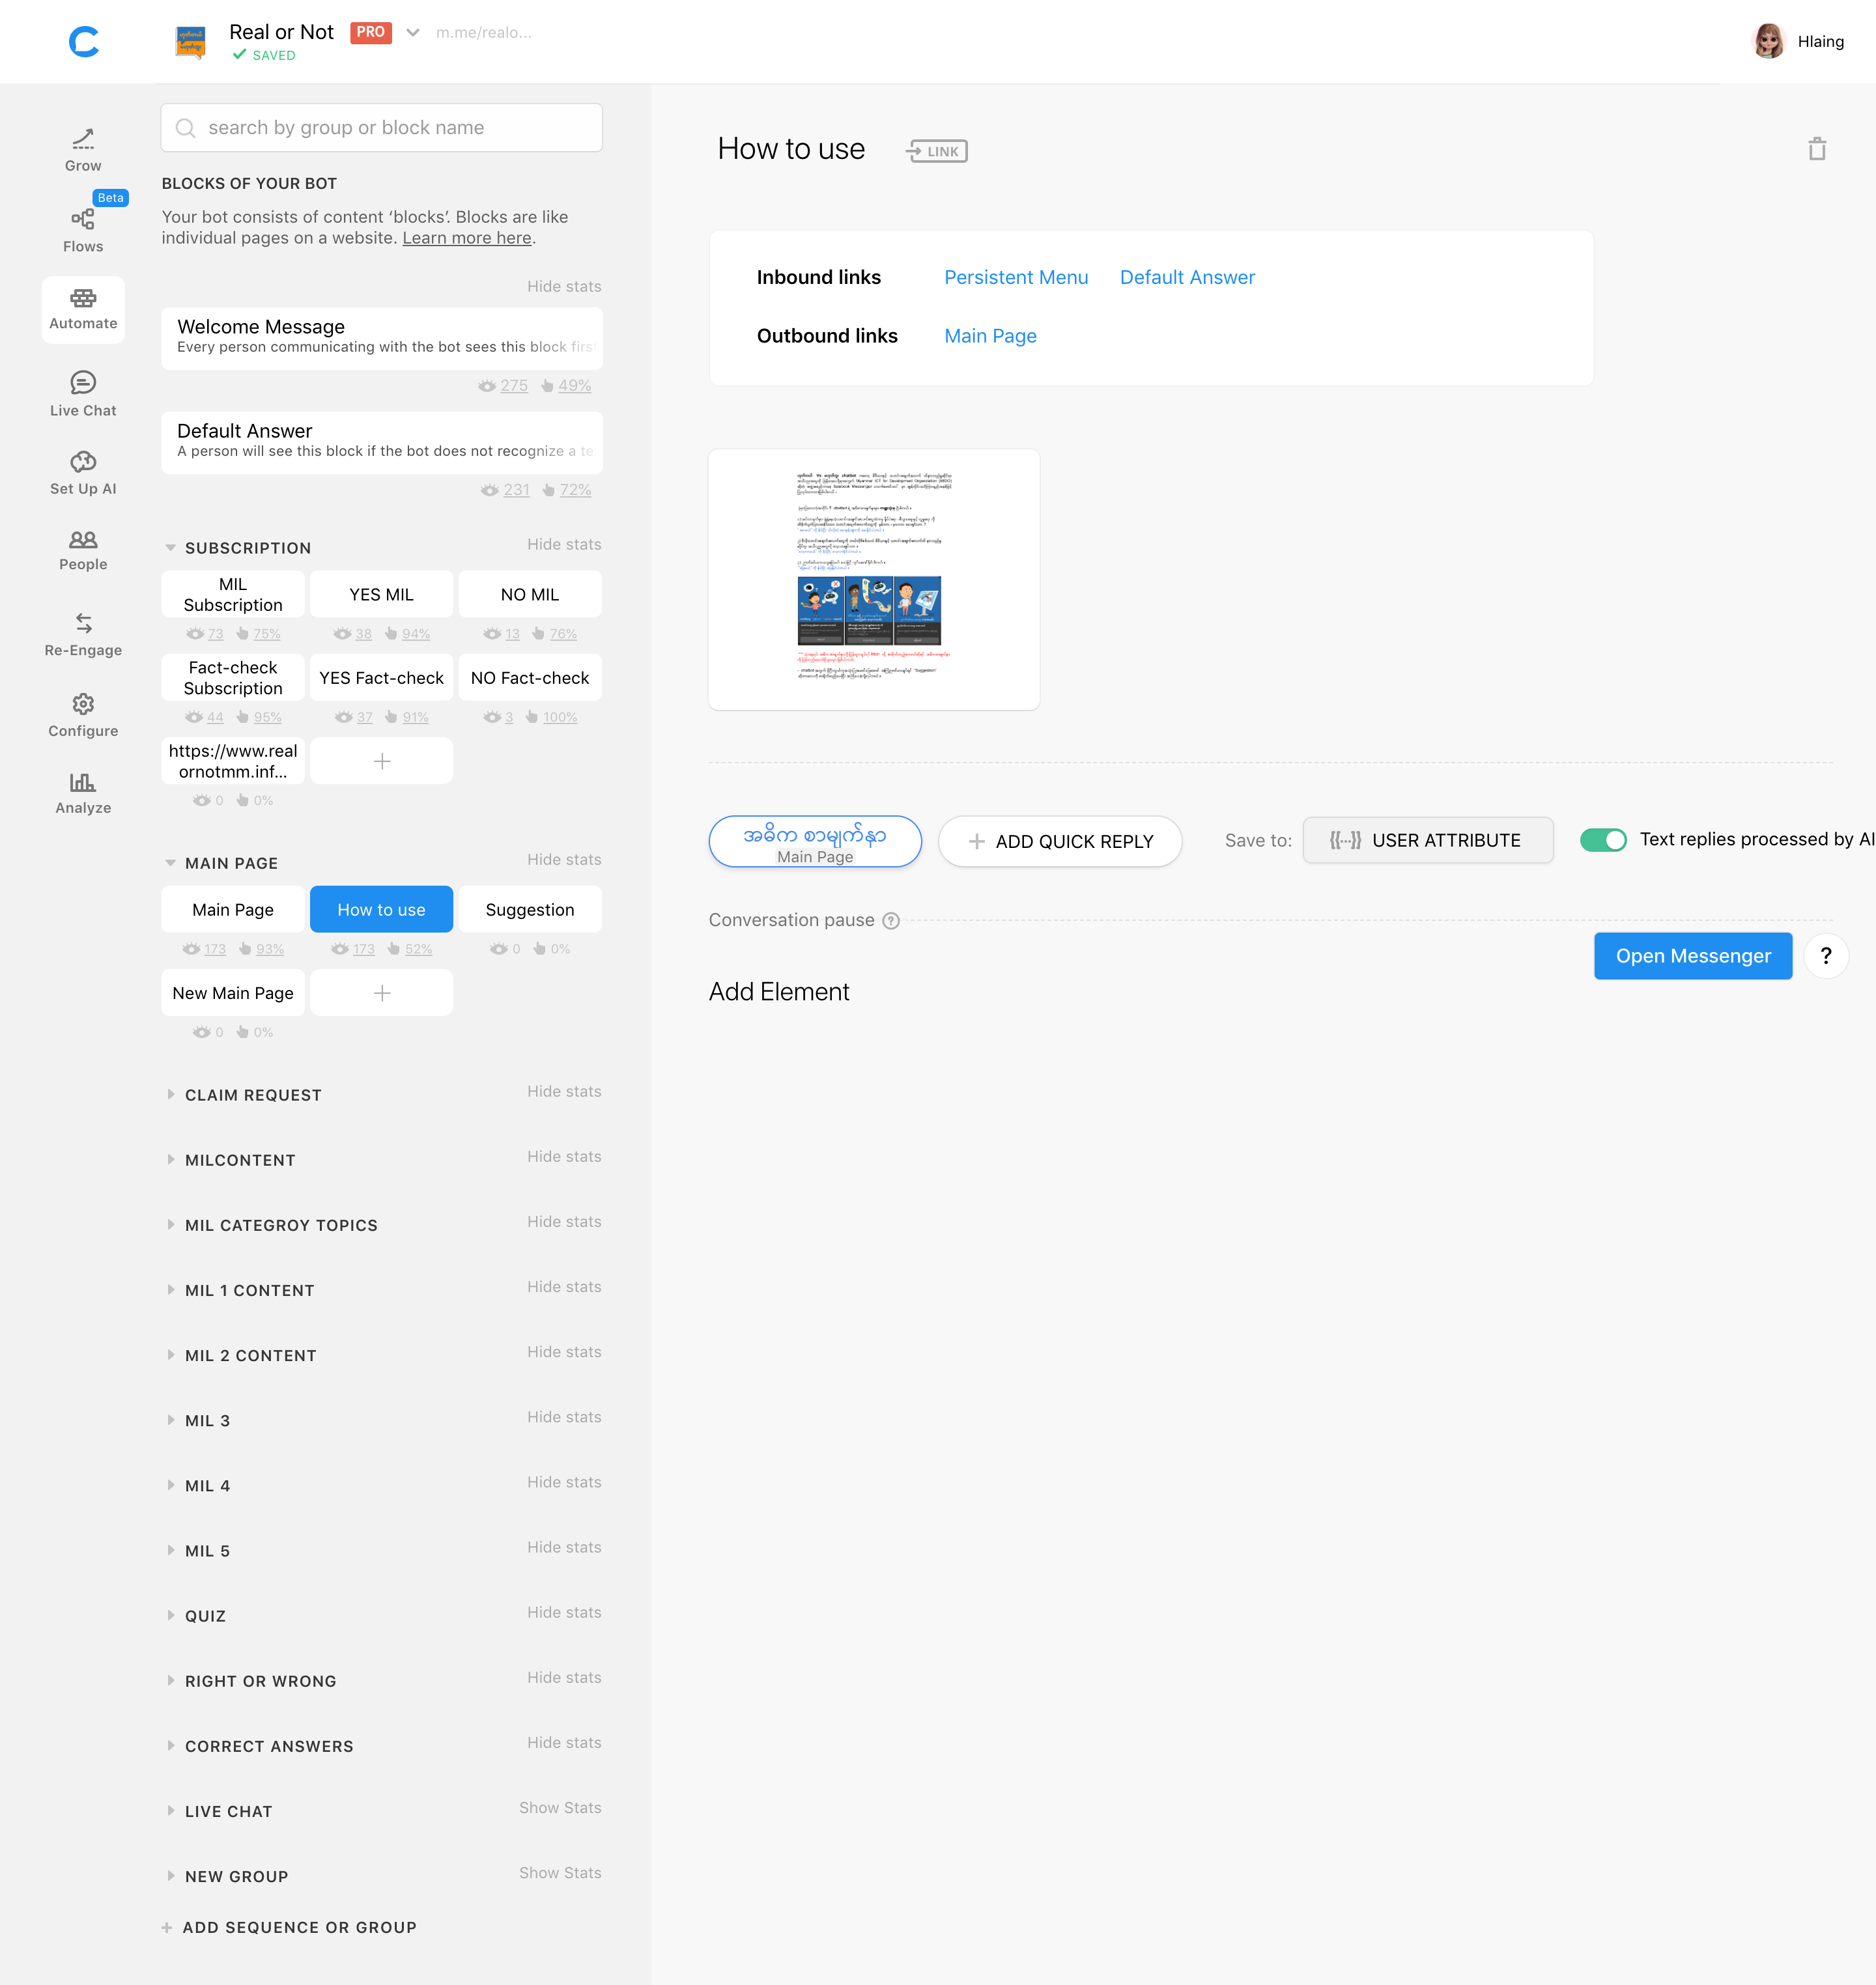 Real or Not PRO m.me/realo...
SAVED
Hlaing
Grow
Beta
Flows
Automate
Live Chat
Set Up AI
People
Re-Engage
Configure
Analyze
search by group or block name
BLOCKS OF YOUR BOT
Your bot consists of content ‘blocks’. Blocks are like
individual pages on a website. Learn more here.
Hide stats
Welcome Message
Every person communicating with the bot sees this block first
275 49%
Default Answer
A person will see this block if the bot does not recognize a te
231 72%
SUBSCRIPTION Hide stats
MIL
Subscription
YES MIL
NO MIL
73 75% 38 94% 13 76%
Fact-check
Subscription
YES Fact-check
NO Fact-check
44 95% 37 91% 3 100%
https://www.real
ornotmm.inf...
0 0%
MAIN PAGE Hide stats
Main Page How to use Suggestion
173 93% 173 52% 0 0%
New Main Page
0 0%
CLAIM REQUEST Hide stats
MILCONTENT Hide stats
MIL CATEGROY TOPICS Hide stats
MIL 1 CONTENT Hide stats
MIL 2 CONTENT Hide stats
MIL 3 Hide stats
MIL 4 Hide stats
MIL 5 Hide stats
QUIZ Hide stats
RIGHT OR WRONG Hide stats
CORRECT ANSWERS Hide stats
LIVE CHAT Show Stats
NEW GROUP Show Stats
+ ADD SEQUENCE OR GROUP
How to use LINK
Inbound links Persistent Menu Default Answer
Outbound links Main Page
အဓိက စာမျက်နှာ
Main Page
+ ADD QUICK REPLY
Save to: {{...}} USER ATTRIBUTE
Text replies processed by AI
Conversation pause ?
Open Messenger ?
Add Element